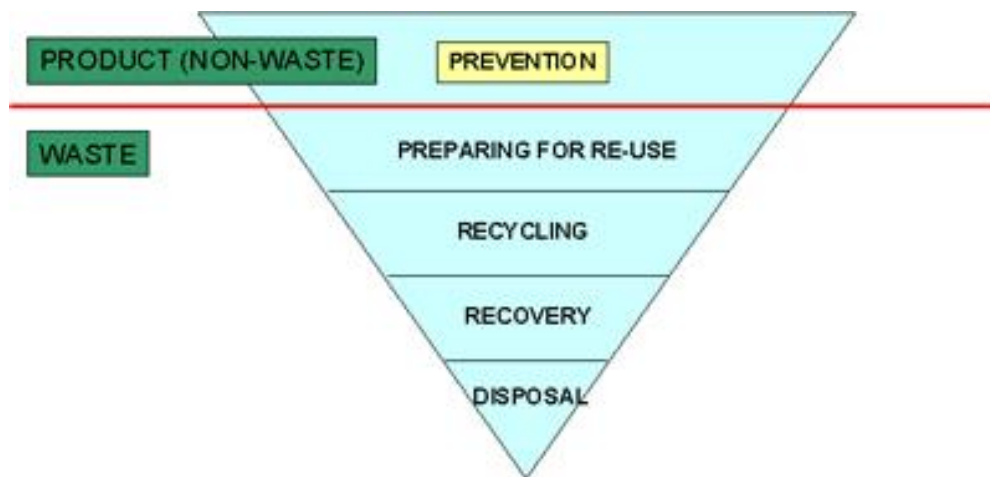 PRODUCT (NON-WASTE)
PREVENTION
WASTE
PREPARING FOR RE-USE
RECYCLING
RECOVERY
DISPOSAL